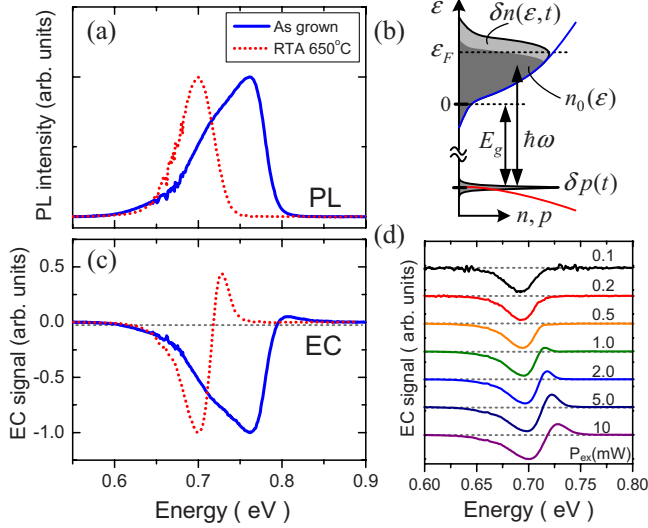 (a)
As grown
RTA 650°C
PL intensity (arb. units)
PL
(b)
ε
δn(ε,t)
ε_F
n₀(ε)
0
E_g
ħω
δp(t)
n, p
(c)
0.5
0.0
-0.5
-1.0
EC signal (arb. units)
EC
0.6 0.7 0.8 0.9
Energy ( eV)
(d)
EC signal ( arb. units)
0.1
0.2
0.5
1.0
2.0
5.0
10
P_ex(mW)
0.60 0.65 0.70 0.75 0.80
Energy ( eV)